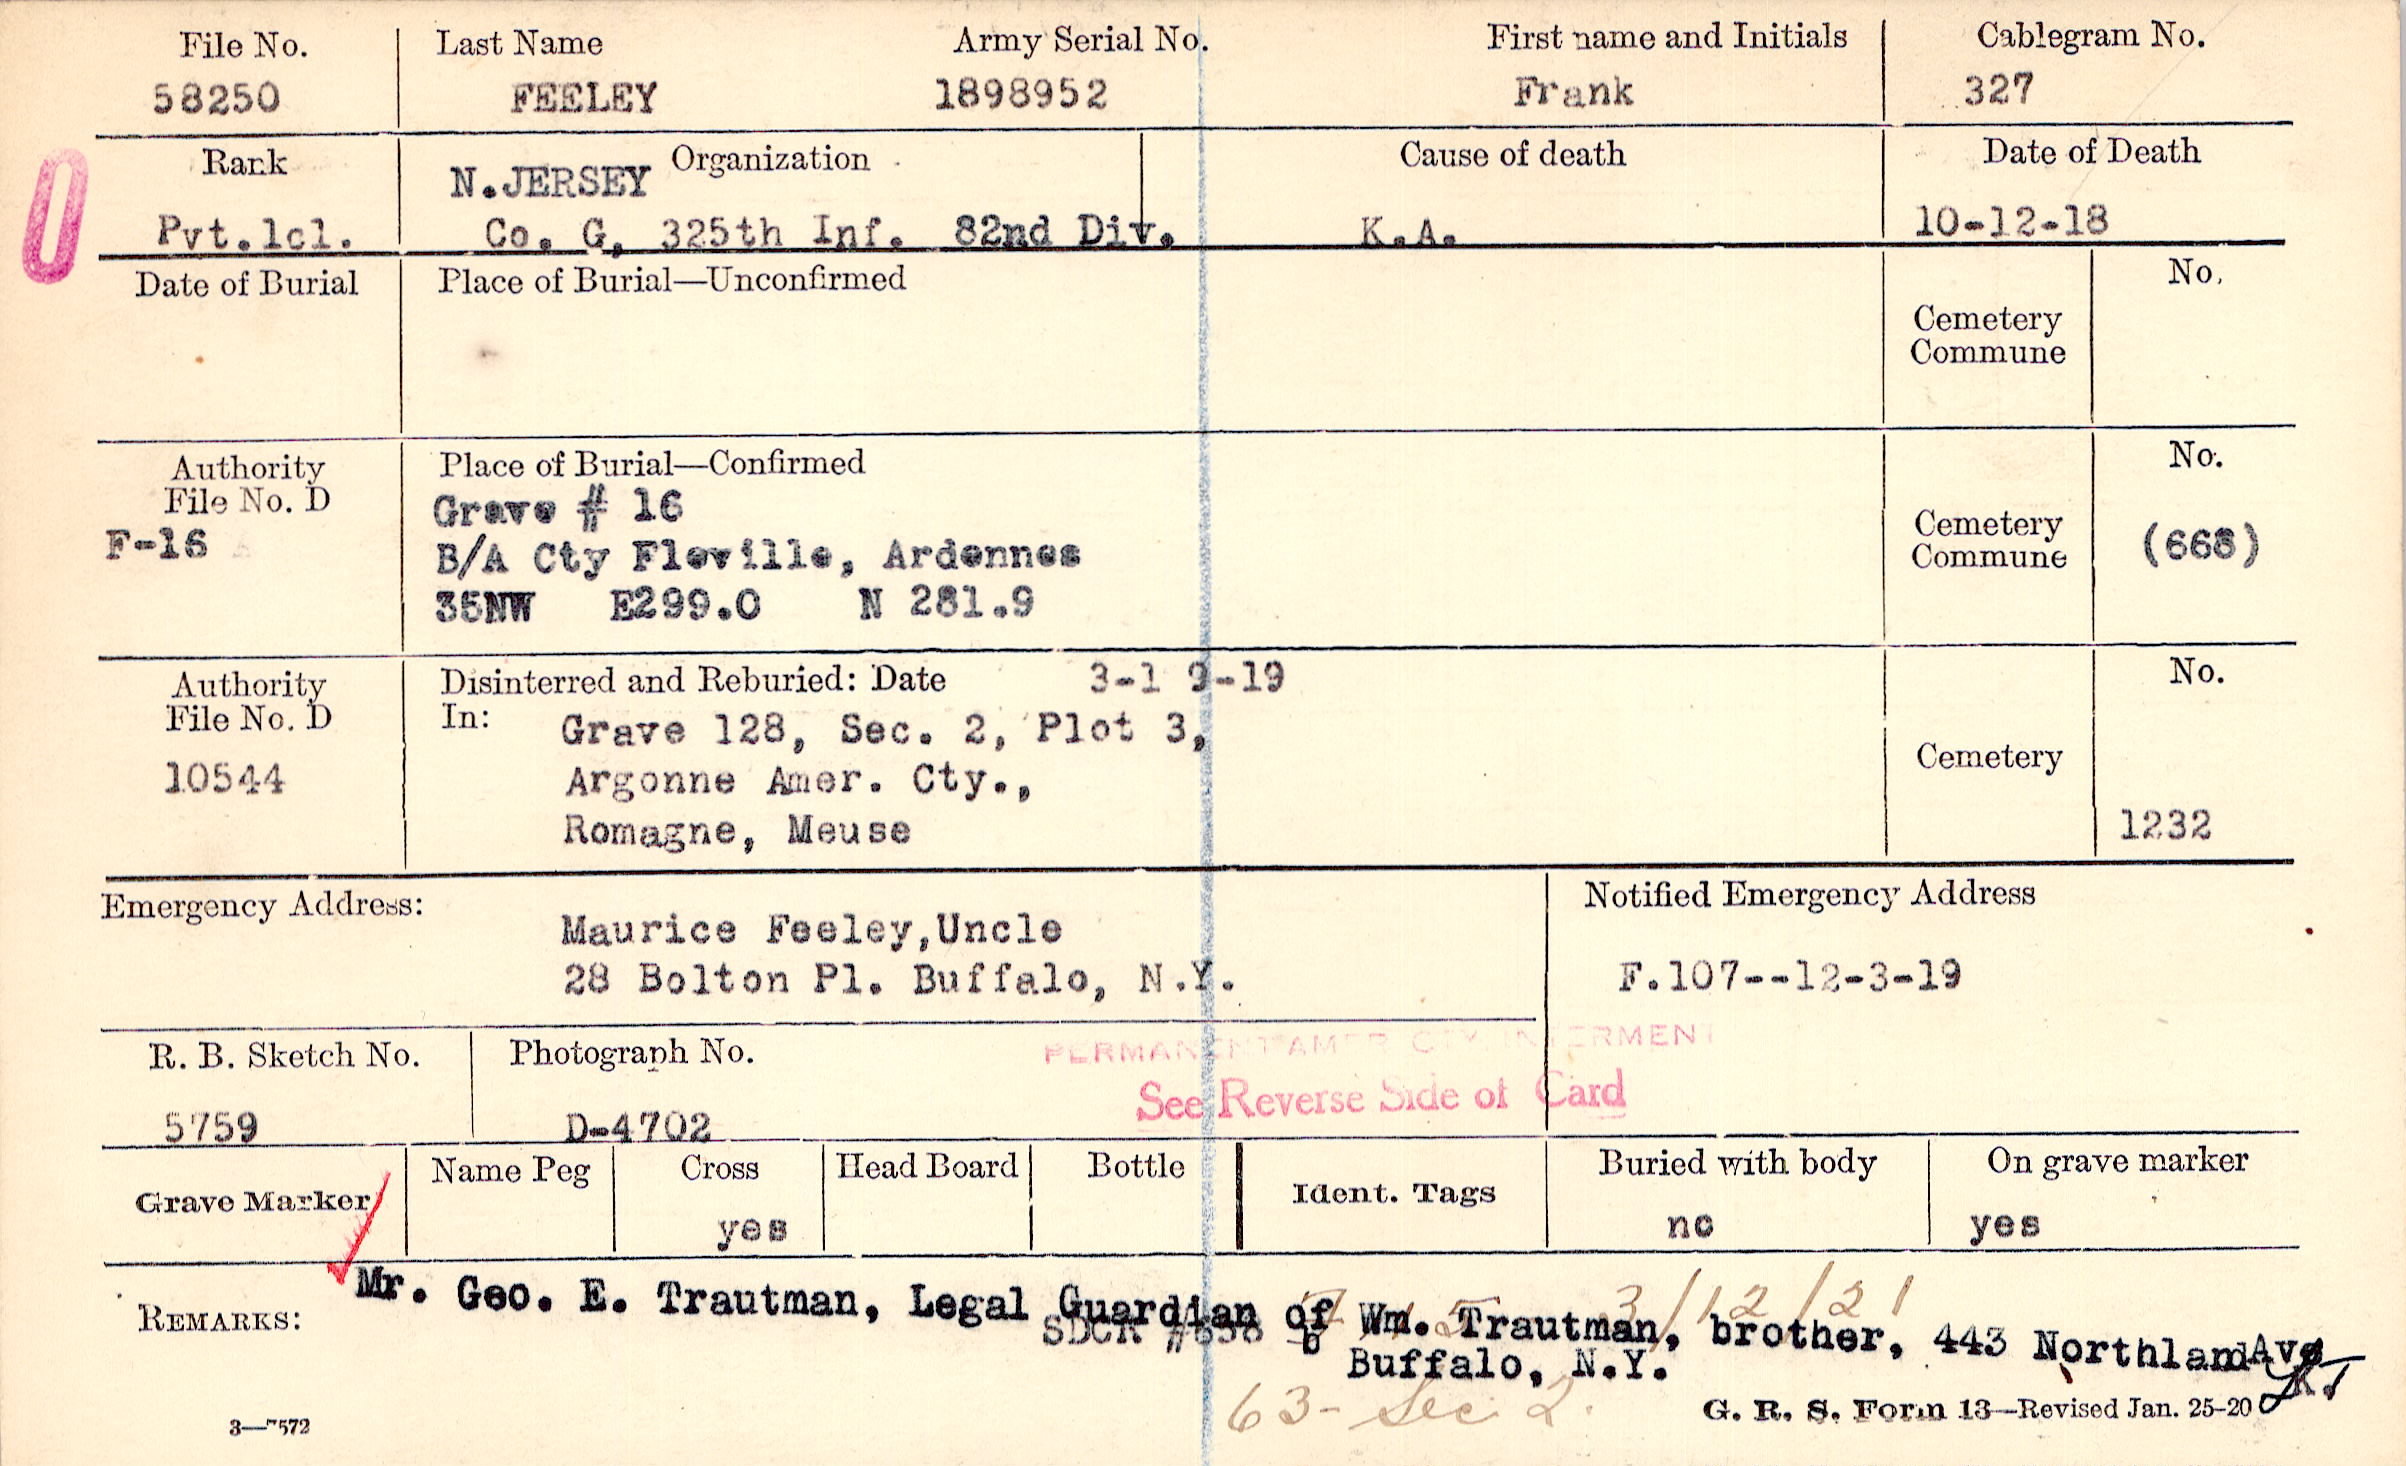 File No. Last Name Army Serial No. First name and Initials Cablegram No.
58250 FEELEY 1898952 Frank 327
Rank Organization Cause of death Date of Death
N.JERSEY
Pvt.1cl. Co. G, 325th Inf. 82nd Div. K.A. 10-12-18
Date of Burial Place of Burial—Unconfirmed No.
Cemetery
Commune
Authority Place of Burial—Confirmed No.
File No. D Grave # 16
F-16 B/A Cty Fleville, Ardennes Cemetery
Commune (668)
35NW E299.0 N 281.9
Authority Disinterred and Reburied: Date 3-1 9-19 No.
File No. D In: Grave 128, Sec. 2, Plot 3,
10544 Argonne Amer. Cty., Cemetery
Romagne, Meuse 1232
Emergency Address: Notified Emergency Address
Maurice Feeley,Uncle
28 Bolton Pl. Buffalo, N.Y. F.107--12-3-19
PERMANENT AMER CTY INTERMENT
R. B. Sketch No. Photograph No.
See Reverse Side of Card
5759 D-4702
Grave Marker Name Peg Cross Head Board Bottle Ident. Tags Buried with body On grave marker
yes no yes
3/12/21
REMARKS: Mr. Geo. E. Trautman, Legal Guardian of Wm. Trautman, brother, 443 Northland Ave
Buffalo, N.Y.
63- Sec 2.
3—7572 G. R. S. Form 13—Revised Jan. 25-20